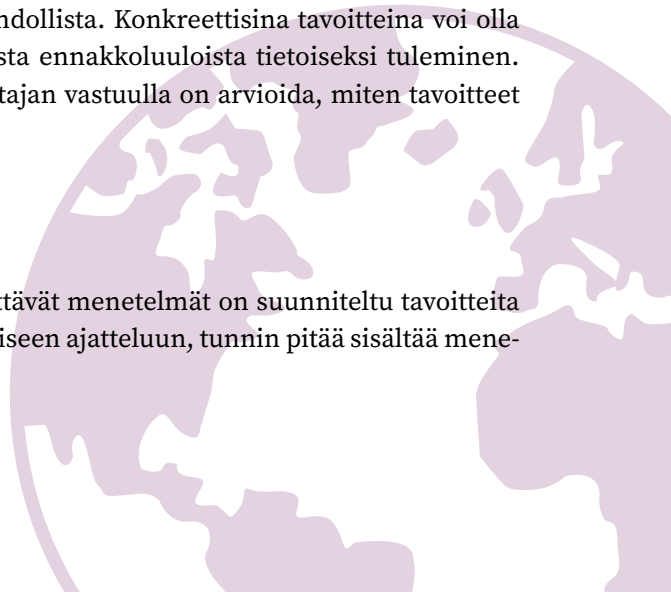 ndollista. Konkreettisina tavoitteina voi olla
sta ennakkoluuloista tietoiseksi tuleminen.
tajan vastuulla on arvioida, miten tavoitteet
ttävät menetelmät on suunniteltu tavoitteita
iseen ajatteluun, tunnin pitää sisältää mene-